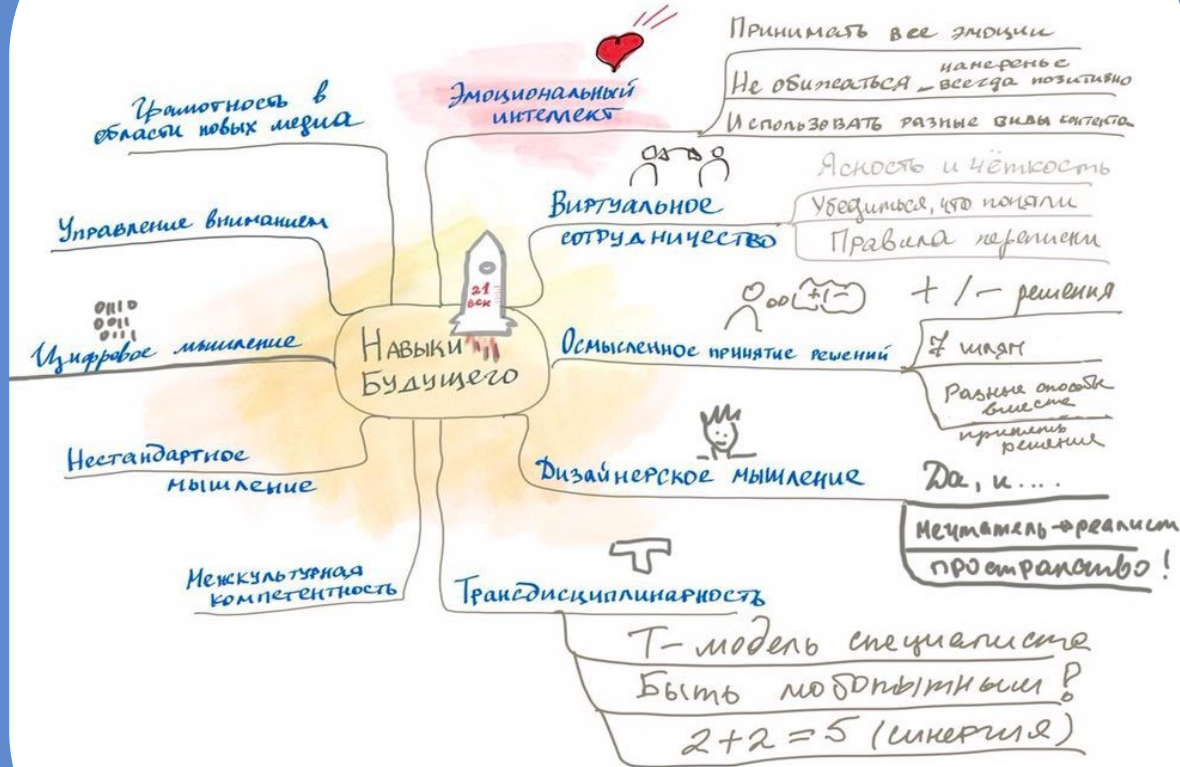 Навыки
Будущего
21
век
Эмоциональный
интеллект
Принимать все эмоции
Не обижаться – намеренье
всегда позитивно
Использовать разные виды контента
Виртуальное
сотрудничество
Ясность и чёткость
Убедиться, что поняли
Правила переписки
Осмысленное принятие решений
+/-
+ / – решения
7 шляп
Разные способы
вместе
принять
решения
Дизайнерское мышление
Да, и....
Мечтатель → реалист
пространство!
Трансдисциплинарность
Т – модель специалиста
Быть любопытным!
2+2=5 (синергия)
Межкультурная
компетентность
Нестандартное
мышление
Цифровое мышление
0110
0011
0111
Управление вниманием
Грамотность в
области новых медиа